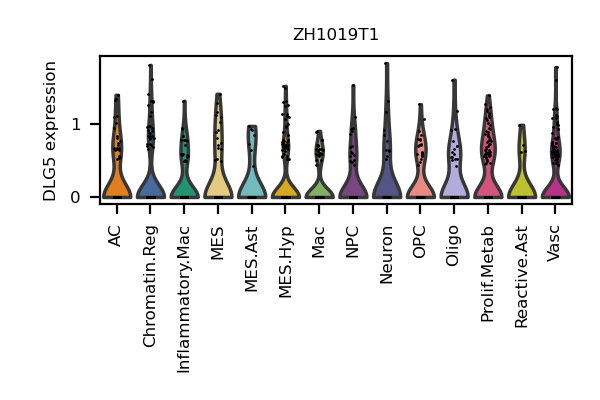 ZH1019T1
DLG5 expression
1
0
AC
Chromatin.Reg
Inflammatory.Mac
MES
MES.Ast
MES.Hyp
Mac
NPC
Neuron
OPC
Oligo
Prolif.Metab
Reactive.Ast
Vasc